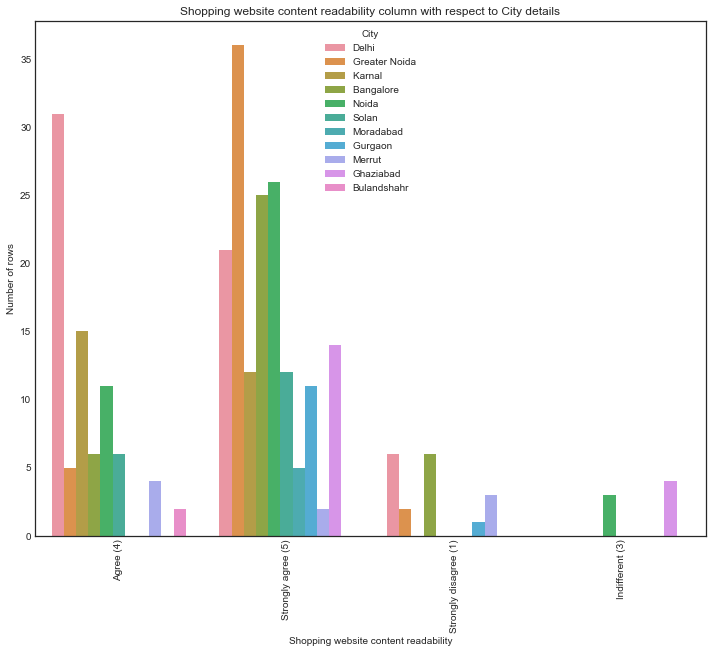 Shopping website content readability column with respect to City details
City
Delhi
Greater Noida
Karnal
Bangalore
Noida
Solan
Moradabad
Gurgaon
Merrut
Ghaziabad
Bulandshahr
Number of rows
35
30
25
20
15
10
5
0
Agree (4)
Strongly agree (5)
Strongly disagree (1)
Indifferent (3)
Shopping website content readability